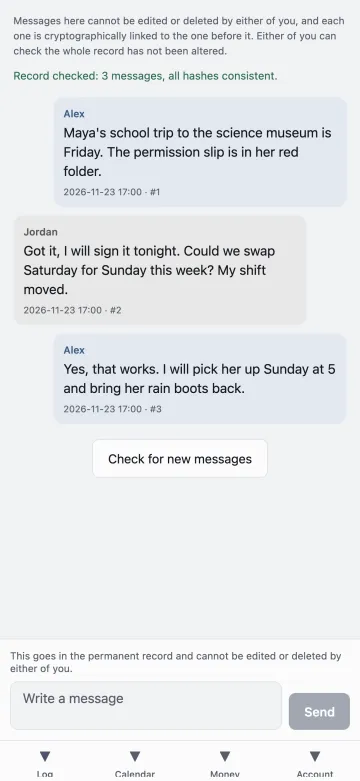 Messages here cannot be edited or deleted by either of you, and each
one is cryptographically linked to the one before it. Either of you can
check the whole record has not been altered.
Record checked: 3 messages, all hashes consistent.
Alex
Maya's school trip to the science museum is
Friday. The permission slip is in her red
folder.
2026-11-23 17:00 · #1
Jordan
Got it, I will sign it tonight. Could we swap
Saturday for Sunday this week? My shift
moved.
2026-11-23 17:00 · #2
Alex
Yes, that works. I will pick her up Sunday at 5
and bring her rain boots back.
2026-11-23 17:00 · #3
Check for new messages
This goes in the permanent record and cannot be edited or deleted by
either of you.
Write a message
Send
Log
Calendar
Money
Account